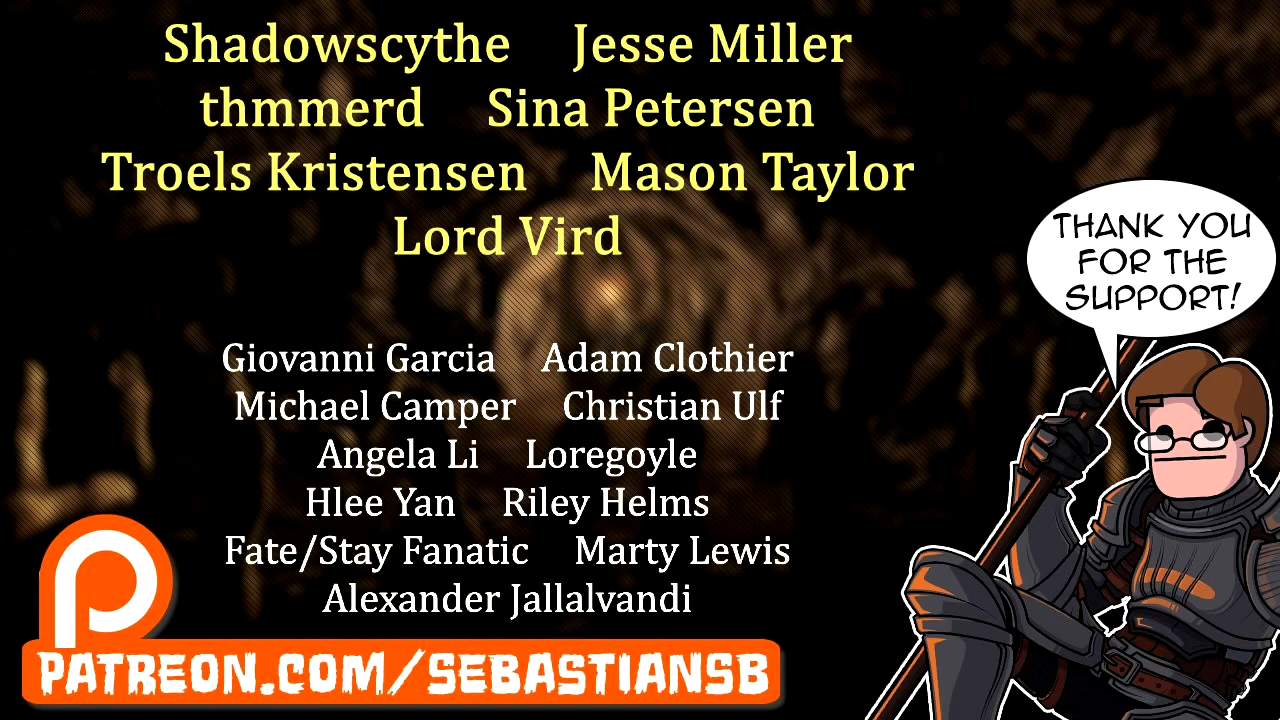 Shadowscythe Jesse Miller
thmmerd Sina Petersen
Troels Kristensen Mason Taylor
Lord Vird
THANK YOU
FOR THE
SUPPORT!
Giovanni Garcia Adam Clothier
Michael Camper Christian Ulf
Angela Li Loregoyle
Hlee Yan Riley Helms
Fate/Stay Fanatic Marty Lewis
Alexander Jallalvandi
PATREON.COM/SEBASTIANSB